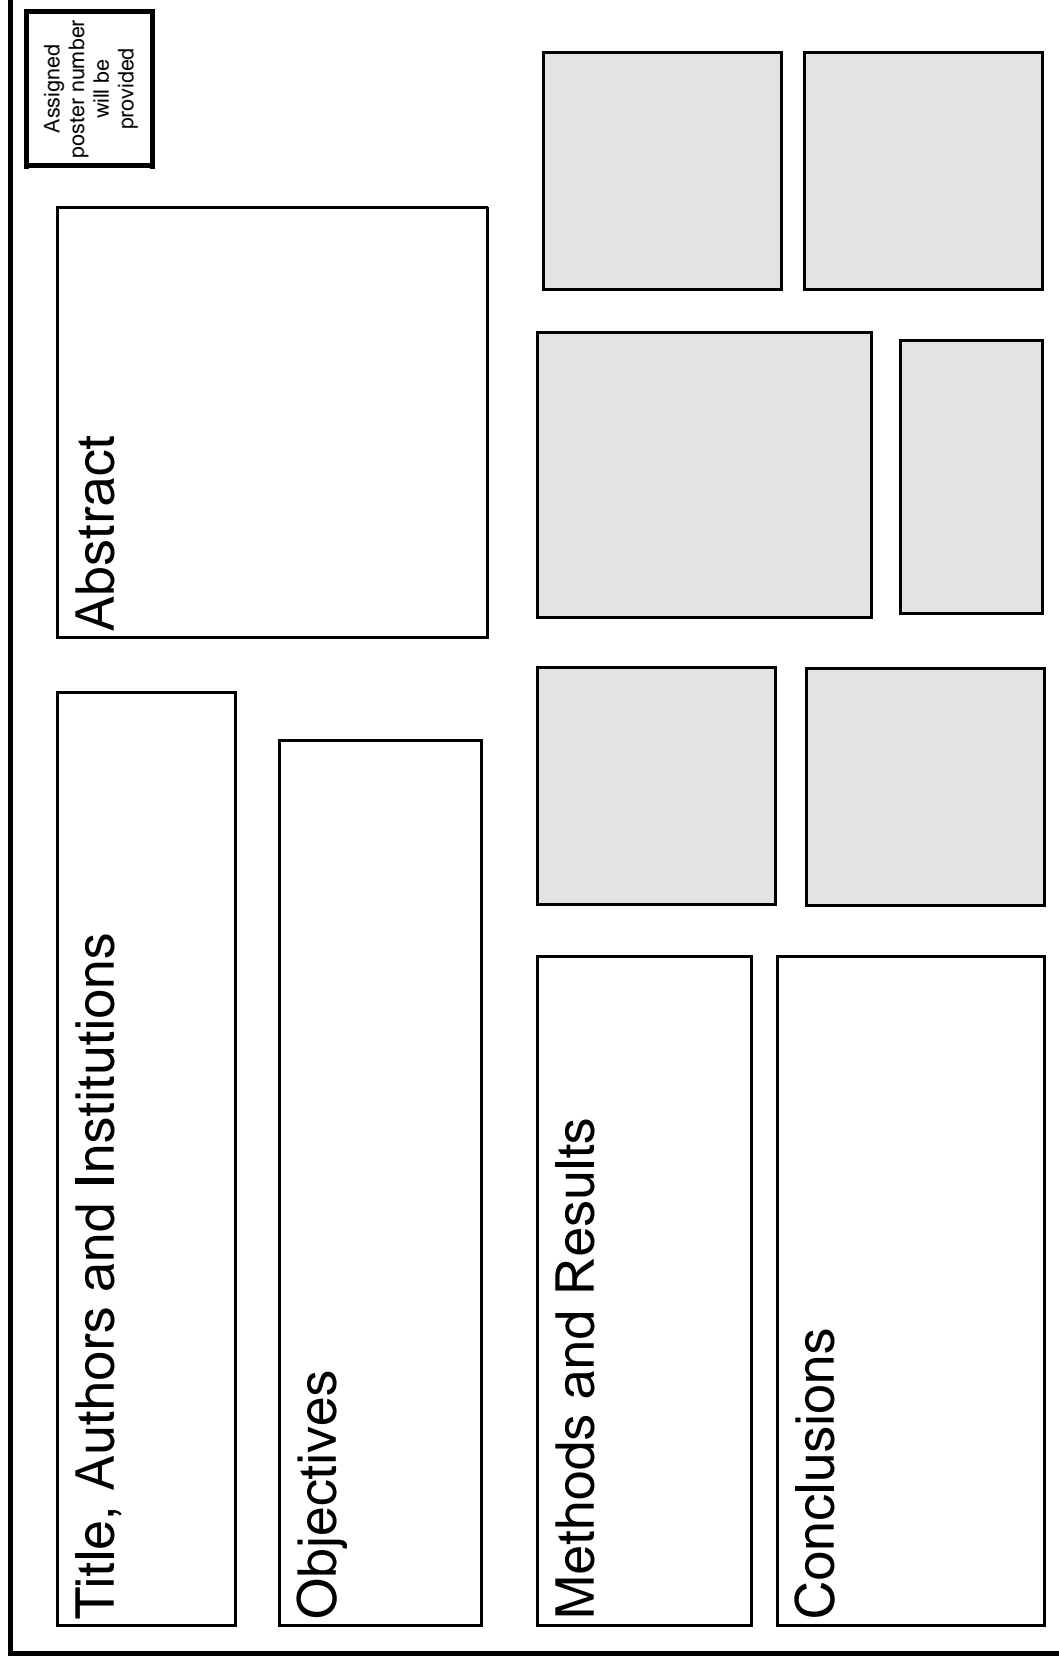 Title, Authors and Institutions
Abstract
Assigned
poster number
will be
provided
Objectives
Methods and Results
Conclusions